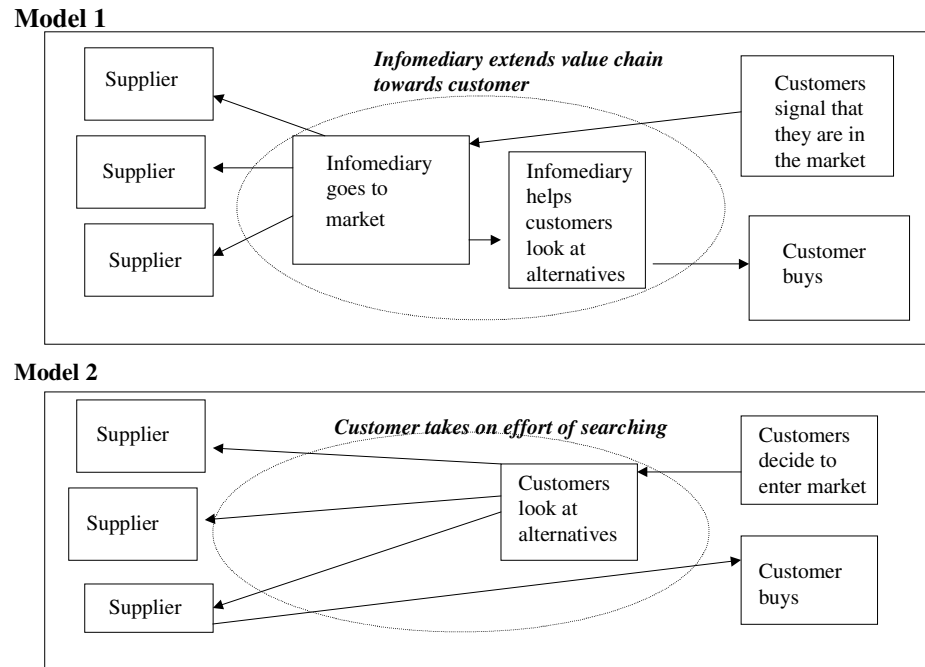 Model 1
Infomediary extends value chain
towards customer
Supplier
Supplier
Supplier
Infomediary
goes to
market
Infomediary
helps
customers
look at
alternatives
Customers
signal that
they are in
the market
Customer
buys
Model 2
Customer takes on effort of searching
Supplier
Supplier
Supplier
Customers
look at
alternatives
Customers
decide to
enter market
Customer
buys